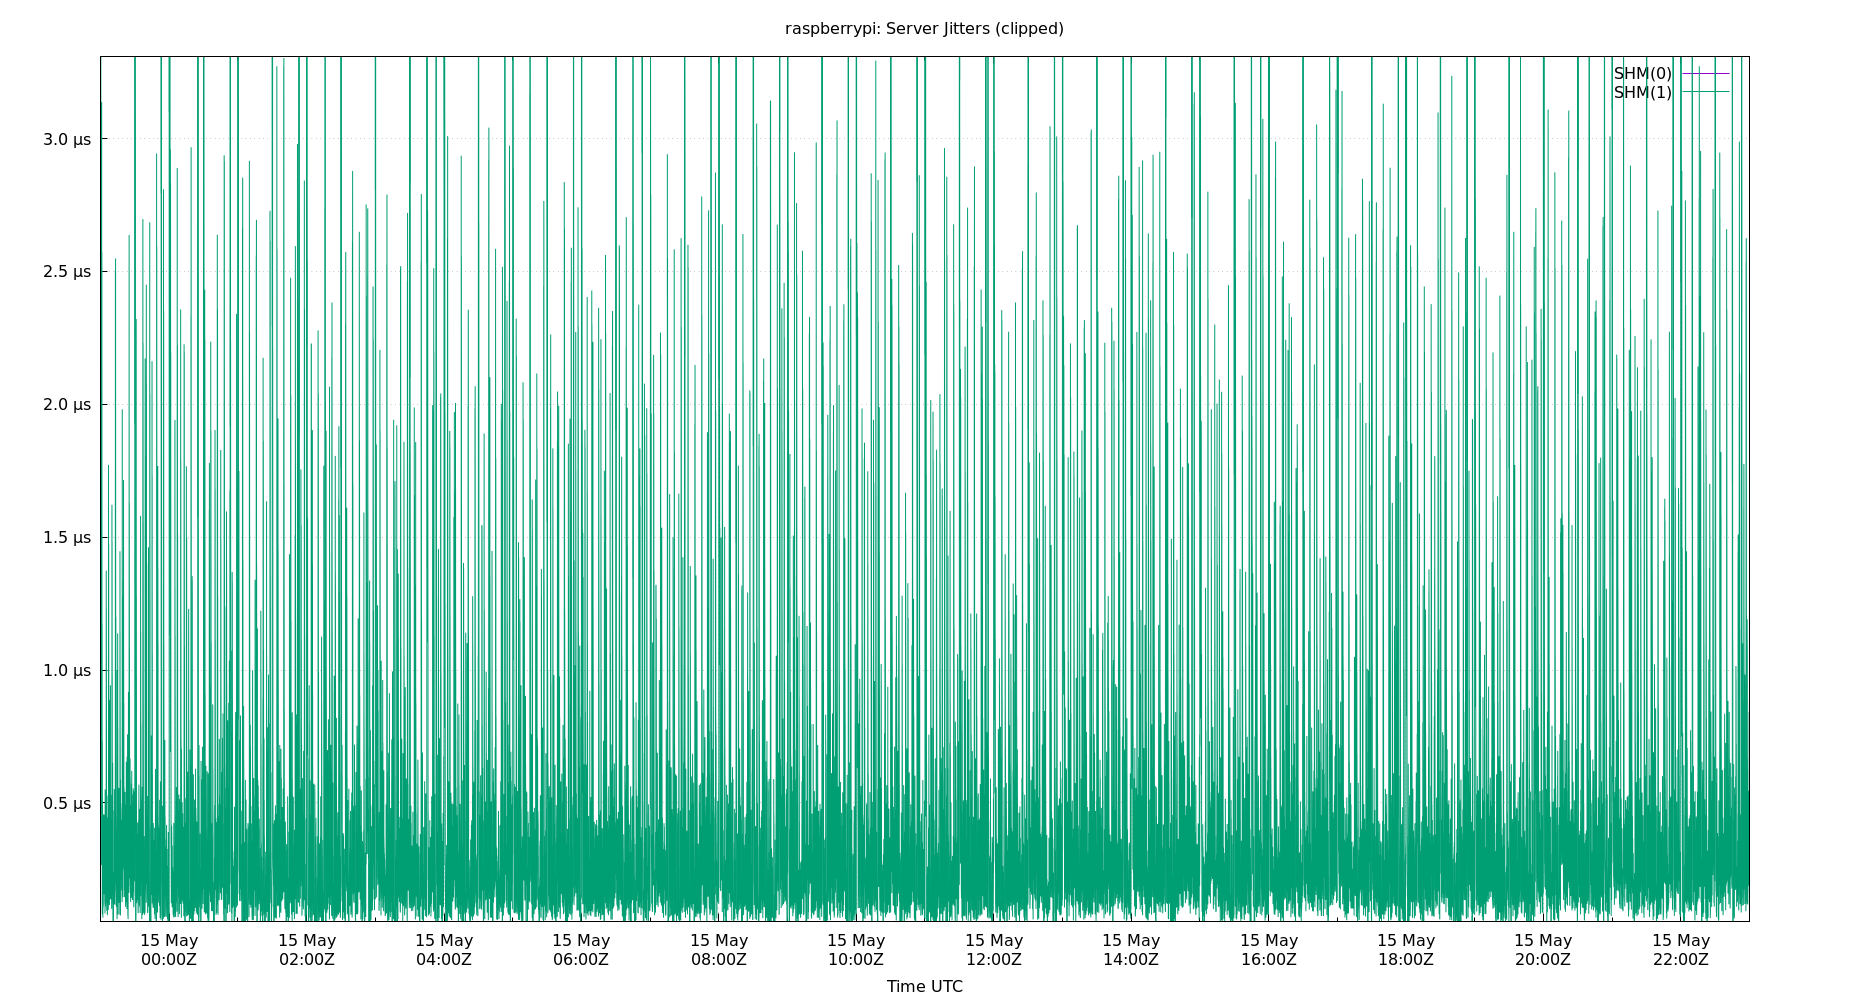 raspberrypi: Server Jitters (clipped)
SHM(0)
SHM(1)
3.0 µs
2.5 µs
2.0 µs
1.5 µs
1.0 µs
0.5 µs
15 May 15 May 15 May 15 May 15 May 15 May 15 May 15 May 15 May 15 May 15 May 15 May
00:00Z 02:00Z 04:00Z 06:00Z 08:00Z 10:00Z 12:00Z 14:00Z 16:00Z 18:00Z 20:00Z 22:00Z
Time UTC